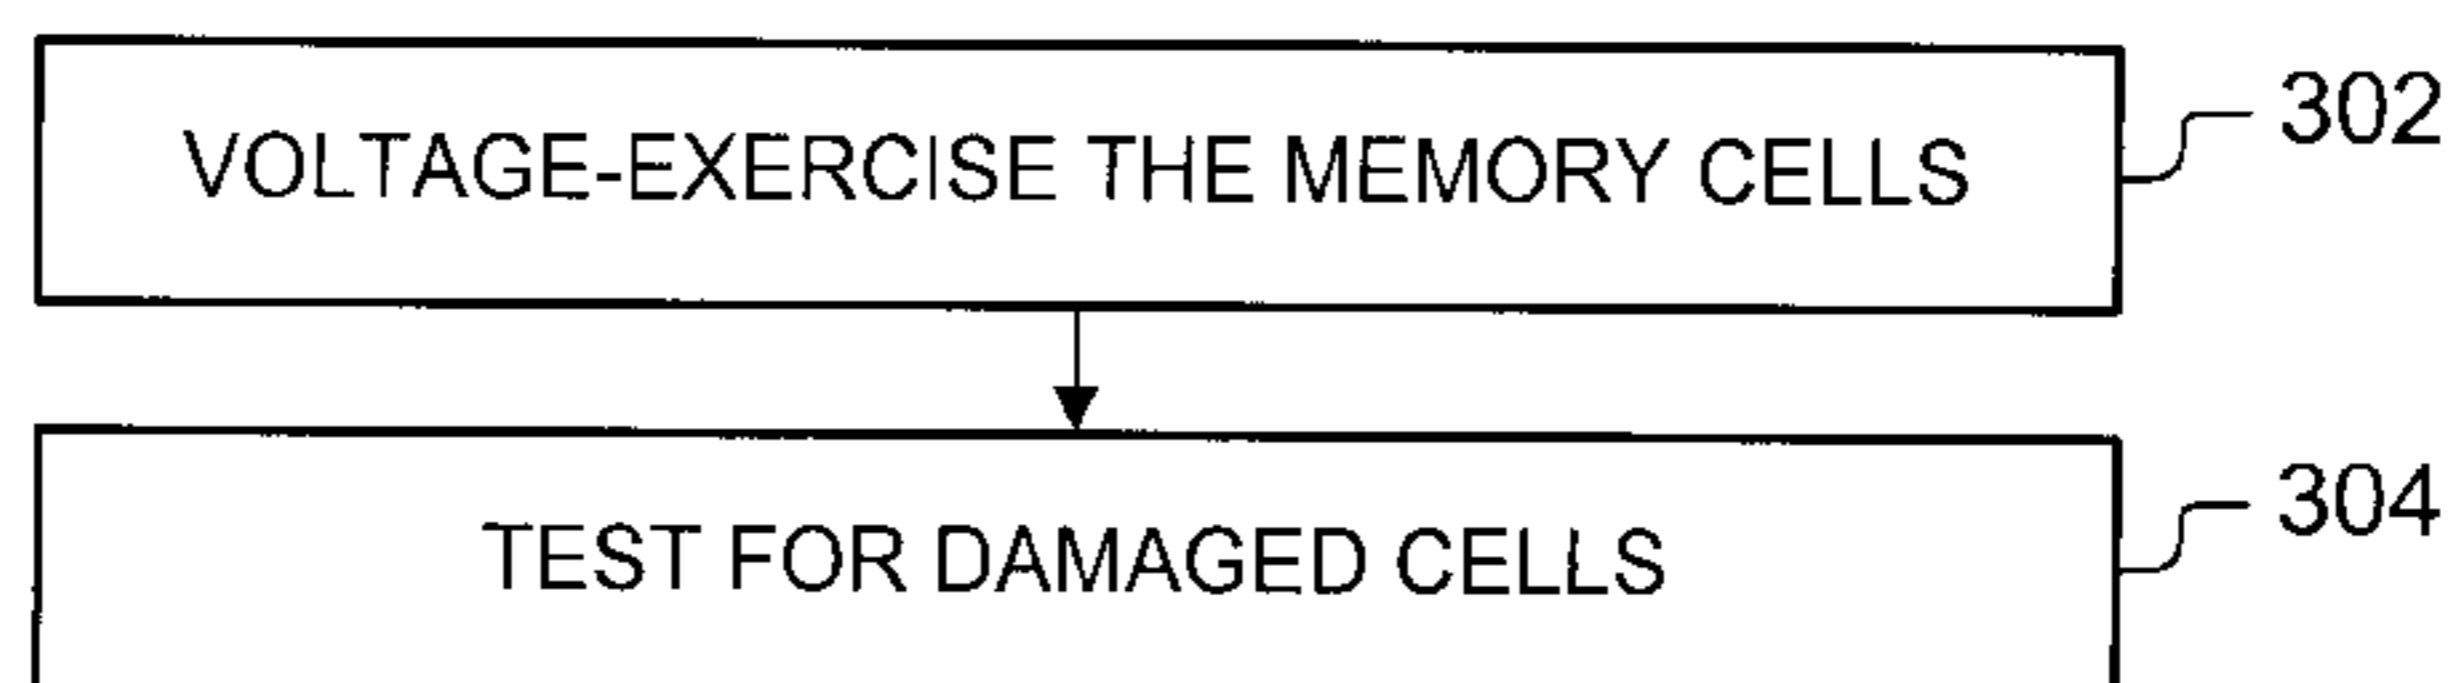 VOLTAGE-EXERCISE THE MEMORY CELLS
302
TEST FOR DAMAGED CELLS
304